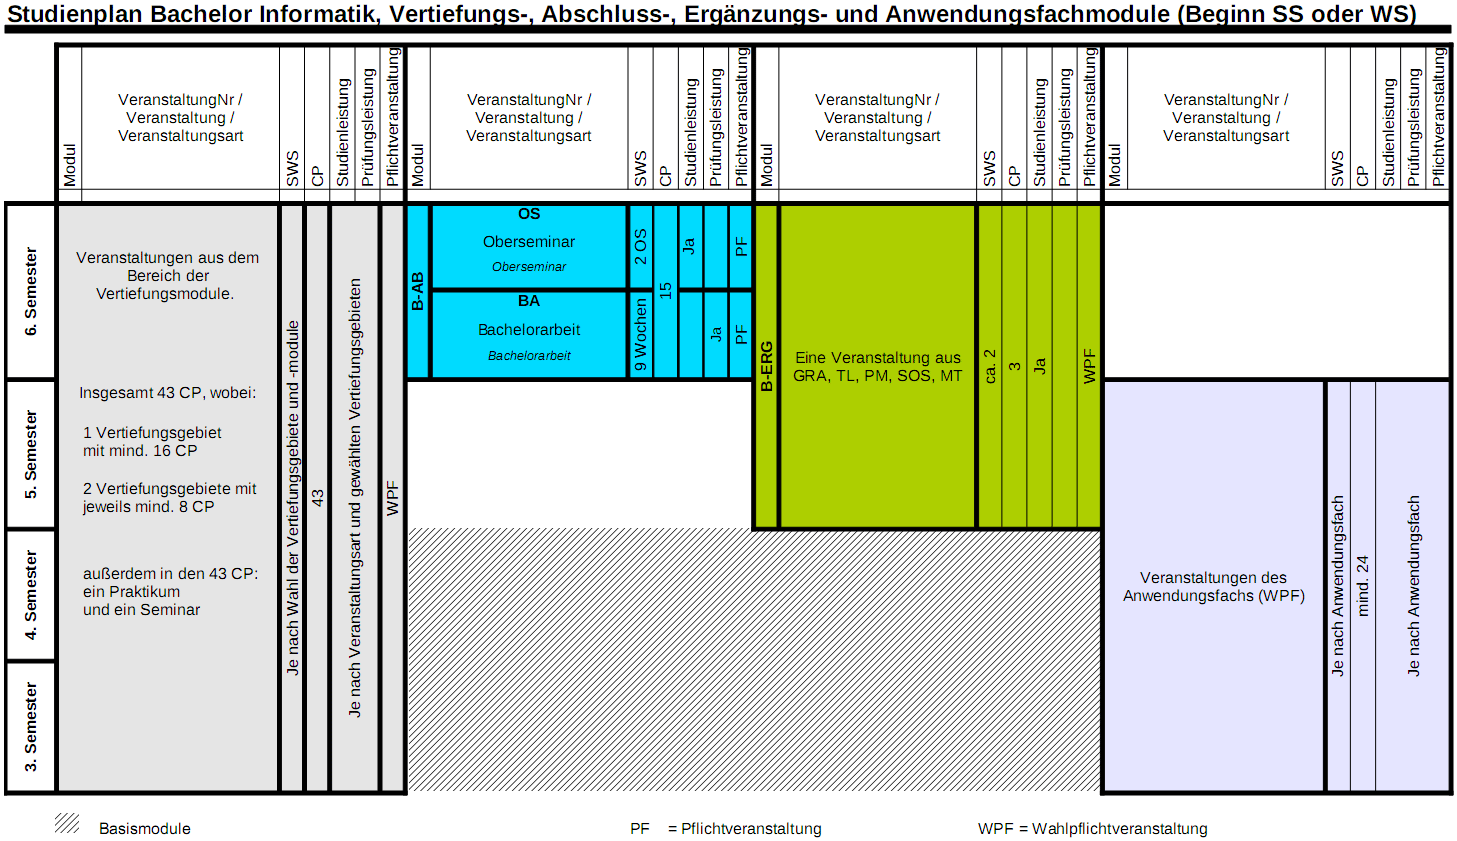 Studienplan Bachelor Informatik, Vertiefungs-, Abschluss-, Ergänzungs- und Anwendungsfachmodule (Beginn SS oder WS)
Modul
VeranstaltungNr /
Veranstaltung /
Veranstaltungsart
SWS
CP
Studienleistung
Prüfungsleistung
Pflichtveranstaltung
Modul
VeranstaltungNr /
Veranstaltung /
Veranstaltungsart
SWS
CP
Studienleistung
Prüfungsleistung
Pflichtveranstaltung
Modul
VeranstaltungNr /
Veranstaltung /
Veranstaltungsart
SWS
CP
Studienleistung
Prüfungsleistung
Pflichtveranstaltung
Modul
VeranstaltungNr /
Veranstaltung /
Veranstaltungsart
SWS
CP
Studienleistung
Prüfungsleistung
Pflichtveranstaltung
6. Semester
5. Semester
4. Semester
3. Semester
Veranstaltungen aus dem
Bereich der
Vertiefungsmodule.
Insgesamt 43 CP, wobei:
1 Vertiefungsgebiet
mit mind. 16 CP
2 Vertiefungsgebiete mit
jeweils mind. 8 CP
außerdem in den 43 CP:
ein Praktikum
und ein Seminar
Je nach Wahl der Vertiefungsgebiete und -module
43
Je nach Veranstaltungsart und gewählten Vertiefungsgebieten
WPF
B-AB
OS
Oberseminar
Oberseminar
2 OS
15
Ja
PF
BA
Bachelorarbeit
Bachelorarbeit
9 Wochen
Ja
PF
B-ERG
Eine Veranstaltung aus
GRA, TL, PM, SOS, MT
ca. 2
3
Ja
WPF
Veranstaltungen des
Anwendungsfachs (WPF)
Je nach Anwendungsfach
mind. 24
Je nach Anwendungsfach
Basismodule
PF = Pflichtveranstaltung
WPF = Wahlpflichtveranstaltung